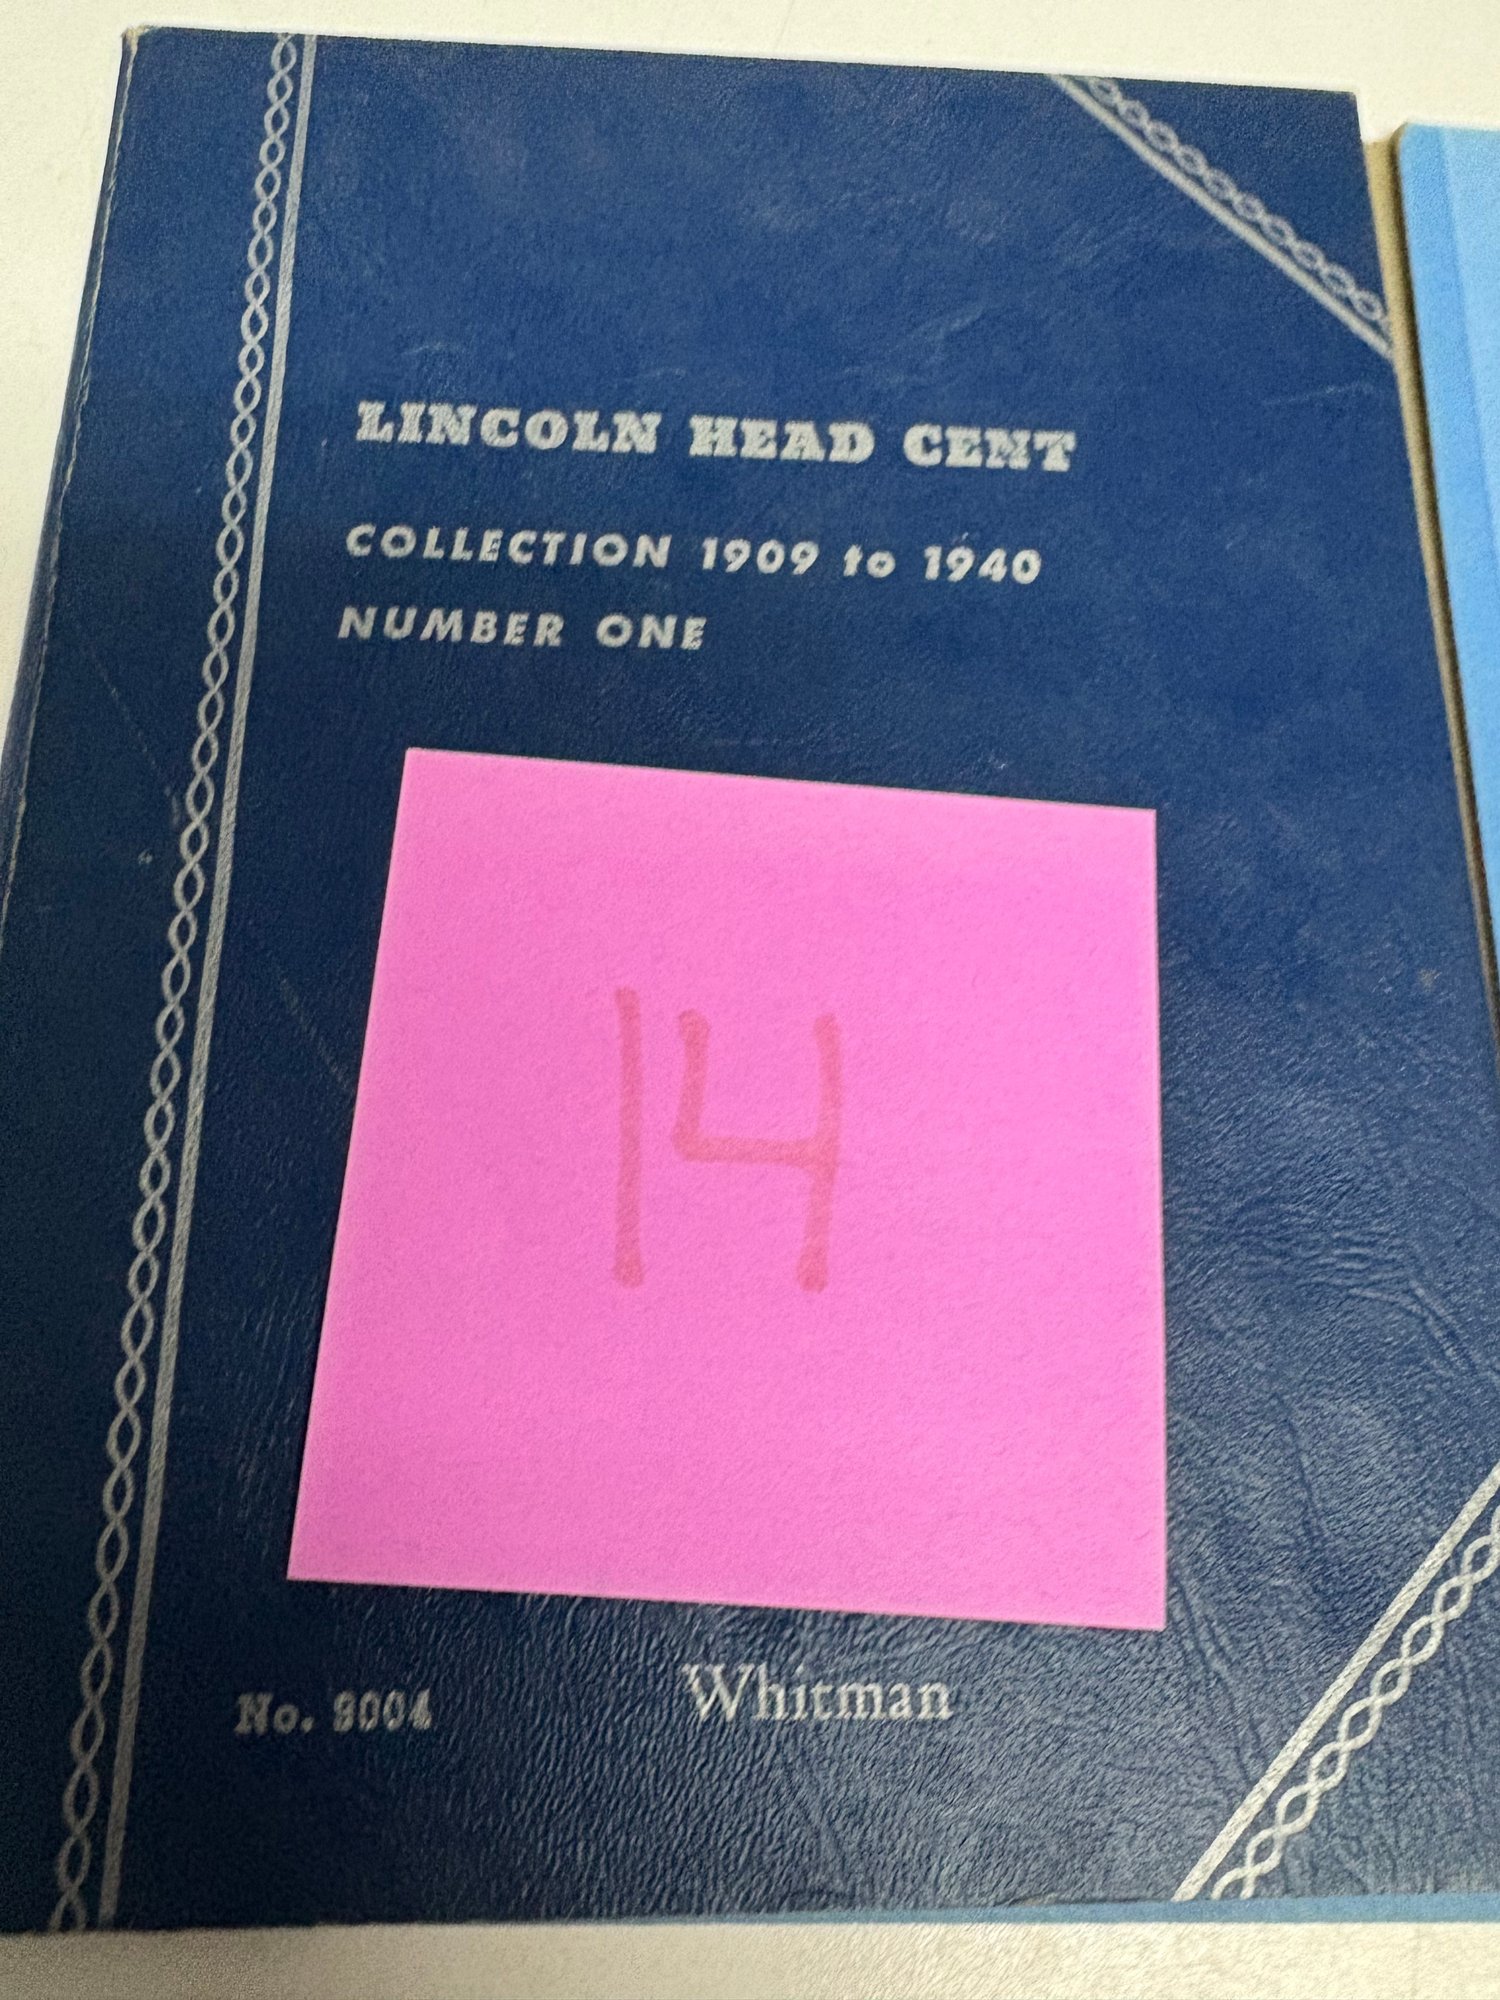 LINCOLN HEAD CENT
COLLECTION 1909 to 1940
NUMBER ONE
14
No. 9004
Whitman